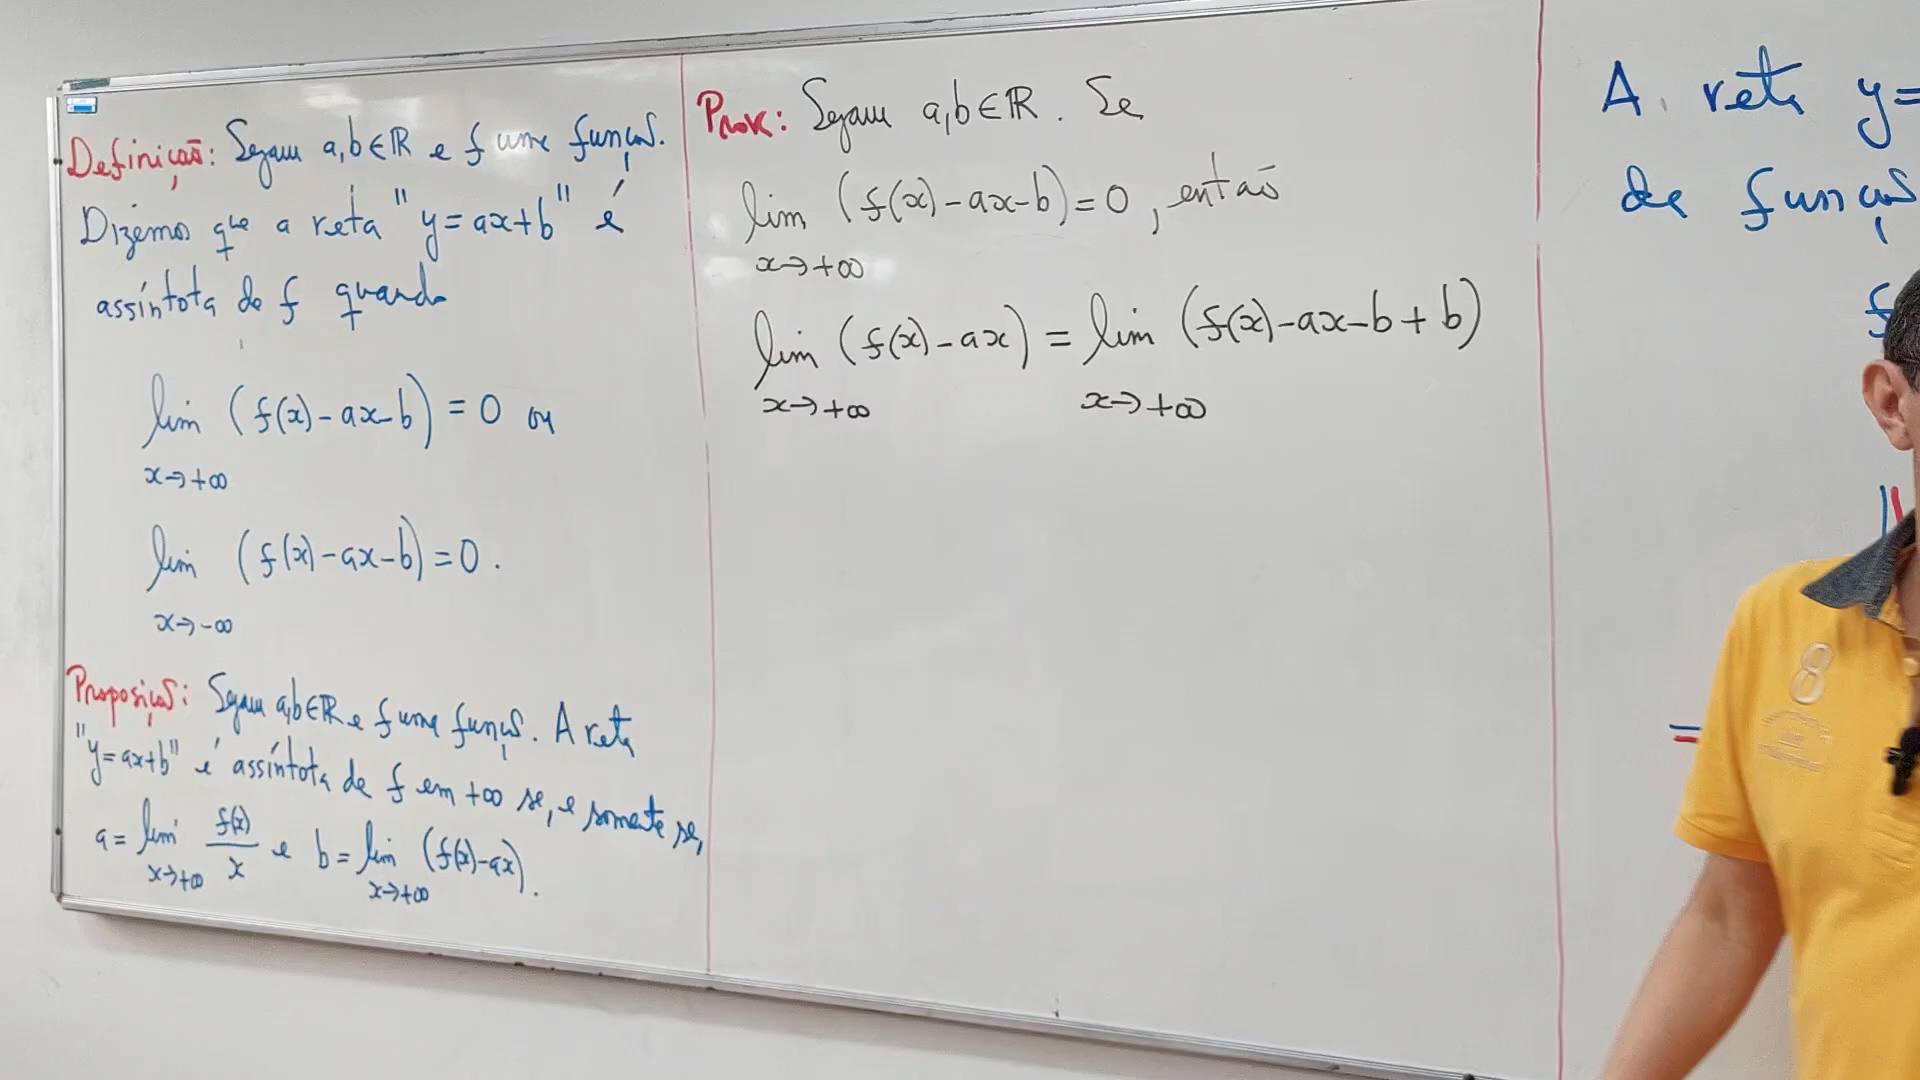 Definição: Sejam a,b∈ℝ e f uma função.
Dizemos que a reta "y=ax+b" é
assíntota de f quando
lim (f(x)-ax-b) = 0 ou
x→+∞
lim (f(x)-ax-b) = 0.
x→-∞
Proposição: Sejam a,b∈ℝ e f uma função. A reta
"y=ax+b" é assíntota de f em +∞ se, e somente se,
a = lim f(x)/x e b = lim (f(x)-ax).
x→+∞ x→+∞
Prova: Sejam a,b∈ℝ. Se
lim (f(x)-ax-b)=0, então
x→+∞
lim (f(x)-ax) = lim (f(x)-ax-b+b)
x→+∞ x→+∞
A reta y=
de função
f
=
8